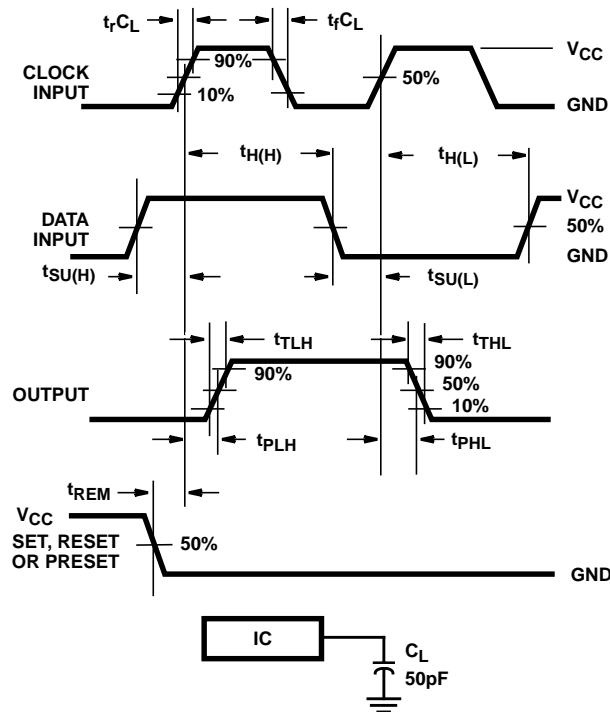 trCL tfCL
VCC
90%
CLOCK
INPUT
50%
10%
GND
tH(H) tH(L)
VCC
DATA
INPUT
50%
GND
tSU(H) tSU(L)
tTLH tTHL
90% 90%
OUTPUT
50%
10%
tPLH tPHL
tREM
VCC
SET, RESET
OR PRESET
50%
GND
IC
CL
50pF